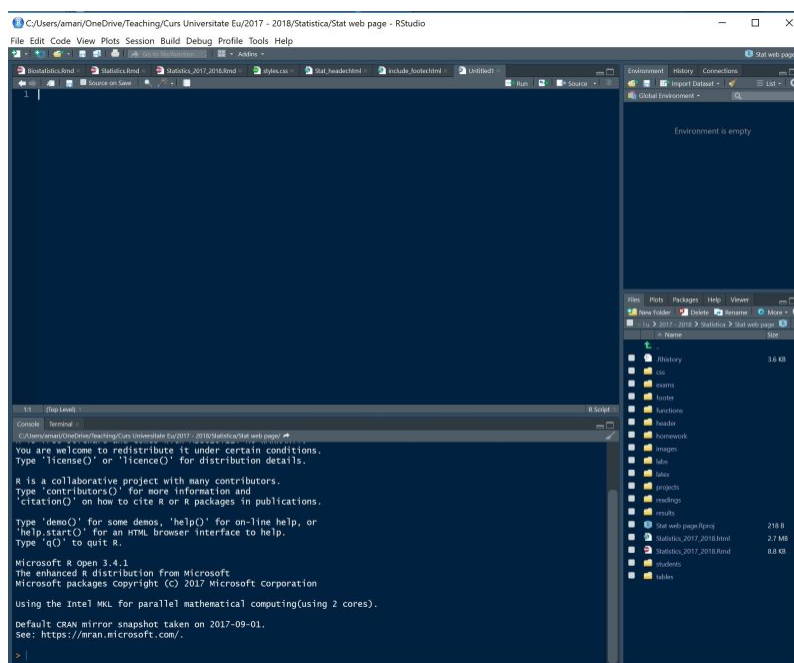 C:/Users/amari/OneDrive/Teaching/Curs Universitate Eu/2017 - 2018/Statistica/Stat web page - RStudio
File Edit Code View Plots Session Build Debug Profile Tools Help
Go to file/function Addins Stat web page
Biostatistics.Rmd Statistics.Rmd Statistics_2017_2018.Rmd styles.css Stat_header.html include_footer.html Untitled1
Source on Save Run Source
1
1:1 (Top Level) R Script
Console Terminal
C:/Users/amari/OneDrive/Teaching/Curs Universitate Eu/2017 - 2018/Statistica/Stat web page/
You are welcome to redistribute it under certain conditions.
Type 'license()' or 'licence()' for distribution details.
R is a collaborative project with many contributors.
Type 'contributors()' for more information and
'citation()' on how to cite R or R packages in publications.
Type 'demo()' for some demos, 'help()' for on-line help, or
'help.start()' for an HTML browser interface to help.
Type 'q()' to quit R.
Microsoft R Open 3.4.1
The enhanced R distribution from Microsoft
Microsoft packages Copyright (C) 2017 Microsoft Corporation
Using the Intel MKL for parallel mathematical computing(using 2 cores).
Default CRAN mirror snapshot taken on 2017-09-01.
See: https://mran.microsoft.com/.
>
Environment History Connections
Import Dataset List
Global Environment
Environment is empty
Files Plots Packages Help Viewer
New Folder Delete Rename More
Eu 2017 - 2018 Statistica Stat web page
Name Size
..
.Rhistory 3.6 KB
css
exams
footer
functions
header
homework
images
labs
latex
projects
readings
results
Stat web page.Rproj 218 B
Statistics_2017_2018.html 2.7 MB
Statistics_2017_2018.Rmd 8.8 KB
students
tables